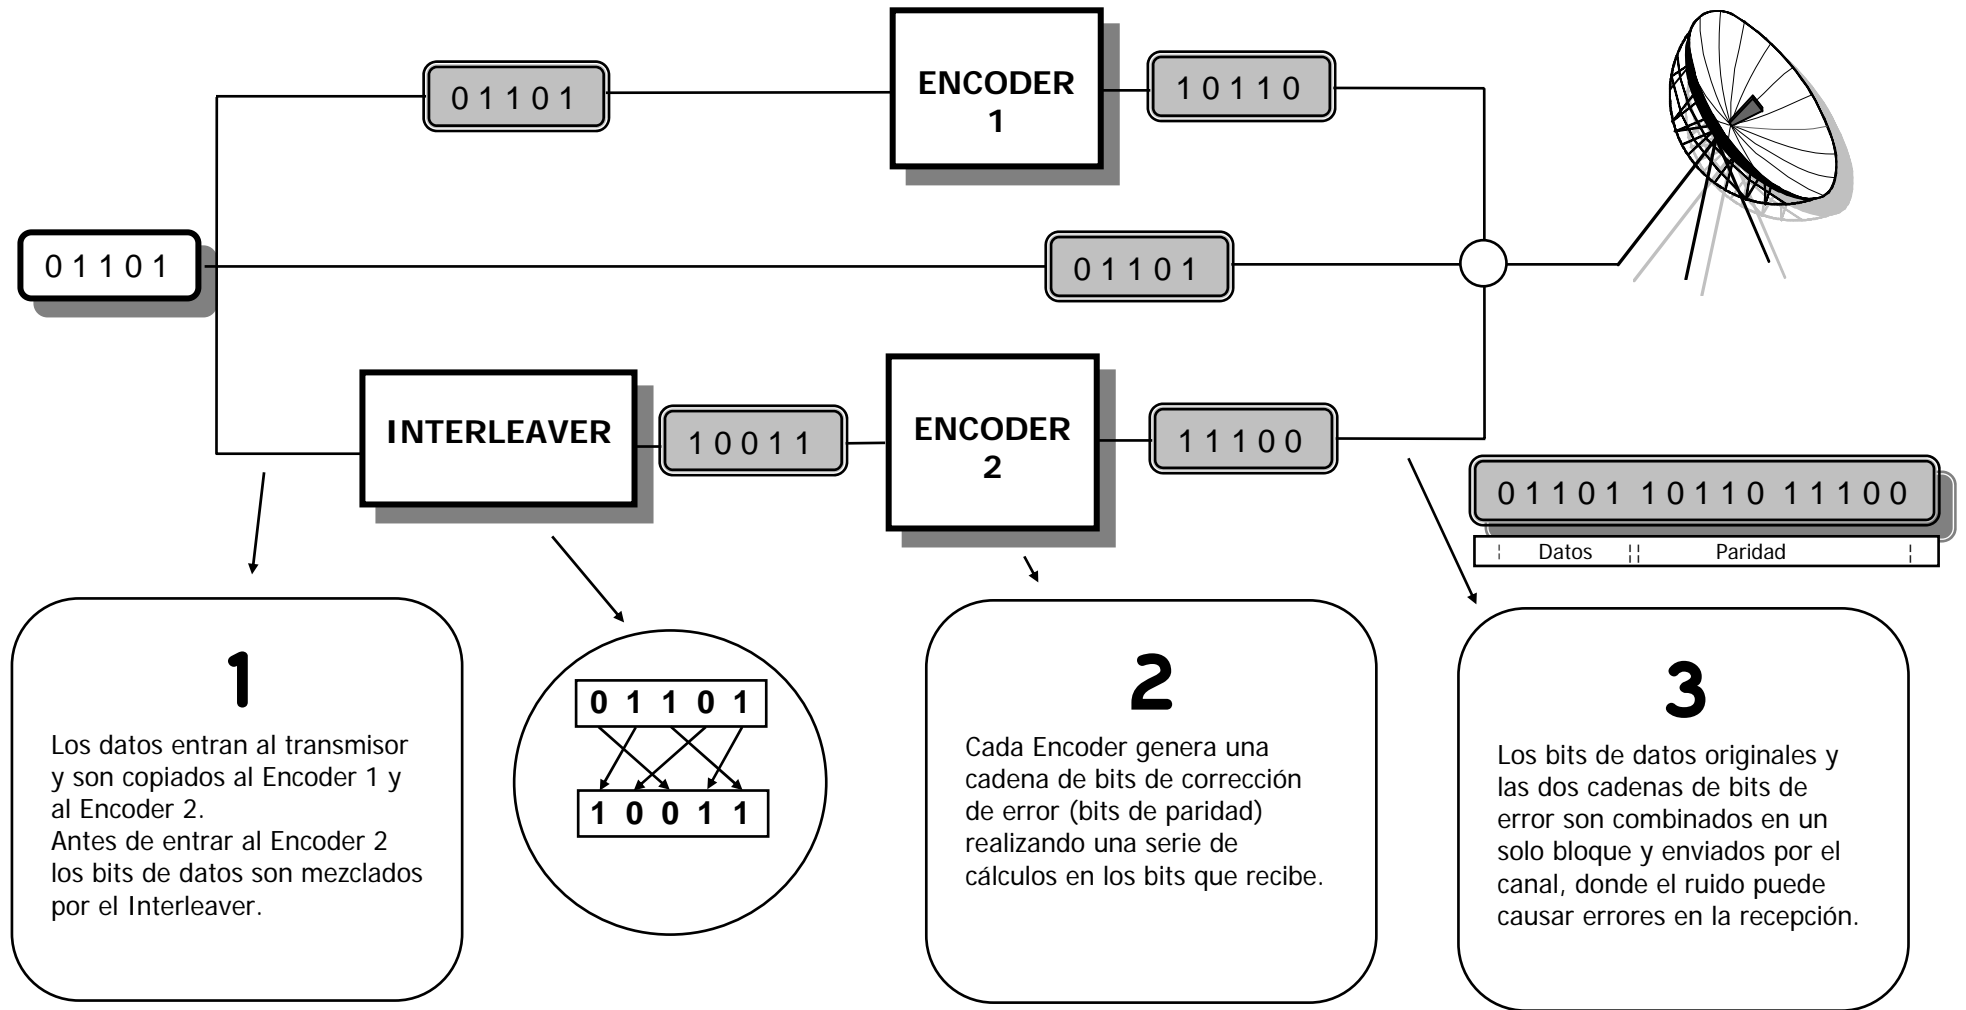 0 1 1 0 1
ENCODER
1
1 0 1 1 0
0 1 1 0 1
0 1 1 0 1
INTERLEAVER
1 0 0 1 1
ENCODER
2
1 1 1 0 0
0 1 1 0 1 1 0 1 1 0 1 1 1 0 0
Datos Paridad
1
Los datos entran al transmisor
y son copiados al Encoder 1 y
al Encoder 2.
Antes de entrar al Encoder 2
los bits de datos son mezclados
por el Interleaver.
0 1 1 0 1
1 0 0 1 1
2
Cada Encoder genera una
cadena de bits de corrección
de error (bits de paridad)
realizando una serie de
cálculos en los bits que recibe.
3
Los bits de datos originales y
las dos cadenas de bits de
error son combinados en un
solo bloque y enviados por el
canal, donde el ruido puede
causar errores en la recepción.